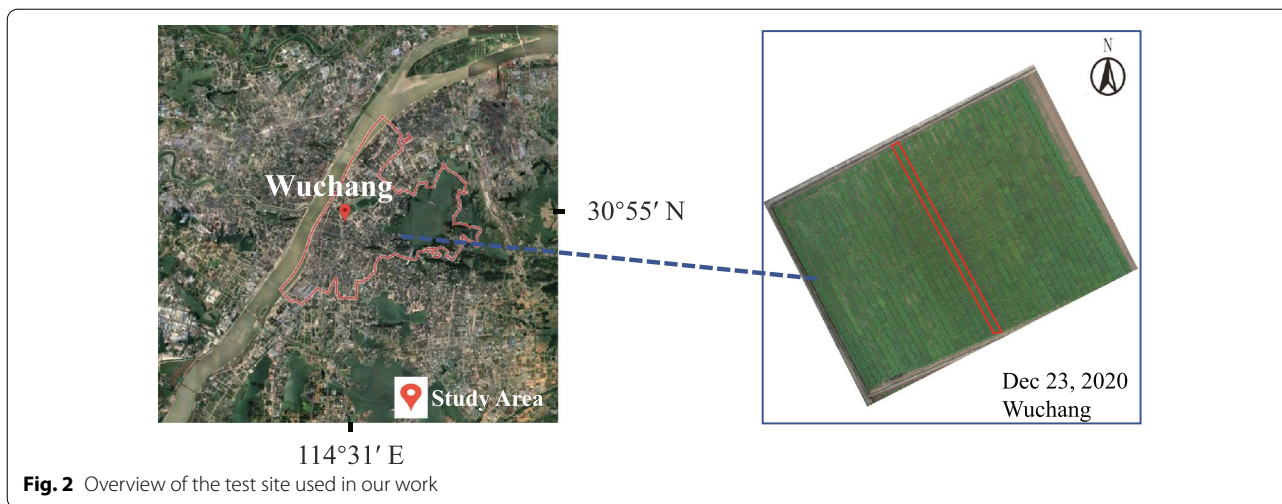 Wuchang
30°55′ N
Study Area
114°31′ E
N
Dec 23, 2020
Wuchang
Fig. 2 Overview of the test site used in our work